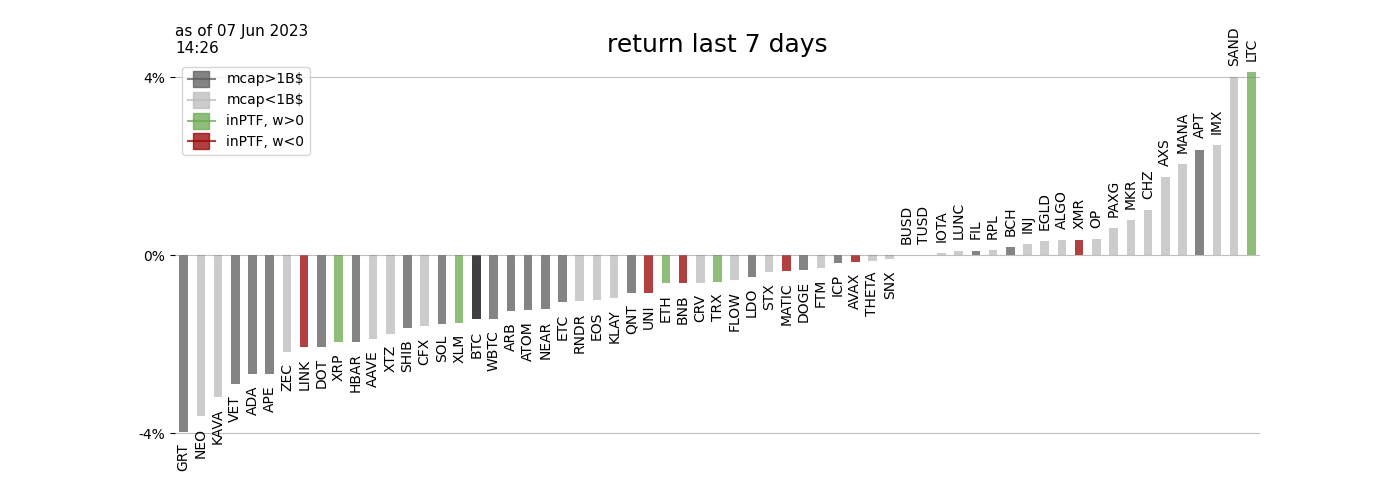 as of 07 Jun 2023
14:26
return last 7 days
mcap>1B$
mcap<1B$
inPTF, w>0
inPTF, w<0
4%
0%
-4%
GRT
NEO
KAVA
VET
ADA
APE
ZEC
LINK
DOT
XRP
HBAR
AAVE
XTZ
SHIB
CFX
SOL
XLM
BTC
WBTC
ARB
ATOM
NEAR
ETC
RNDR
EOS
KLAY
QNT
UNI
ETH
BNB
CRV
TRX
FLOW
LDO
STX
MATIC
DOGE
FTM
ICP
AVAX
THETA
SNX
BUSD
TUSD
IOTA
LUNC
FIL
RPL
BCH
INJ
EGLD
ALGO
XMR
OP
PAXG
MKR
CHZ
AXS
MANA
APT
IMX
SAND
LTC